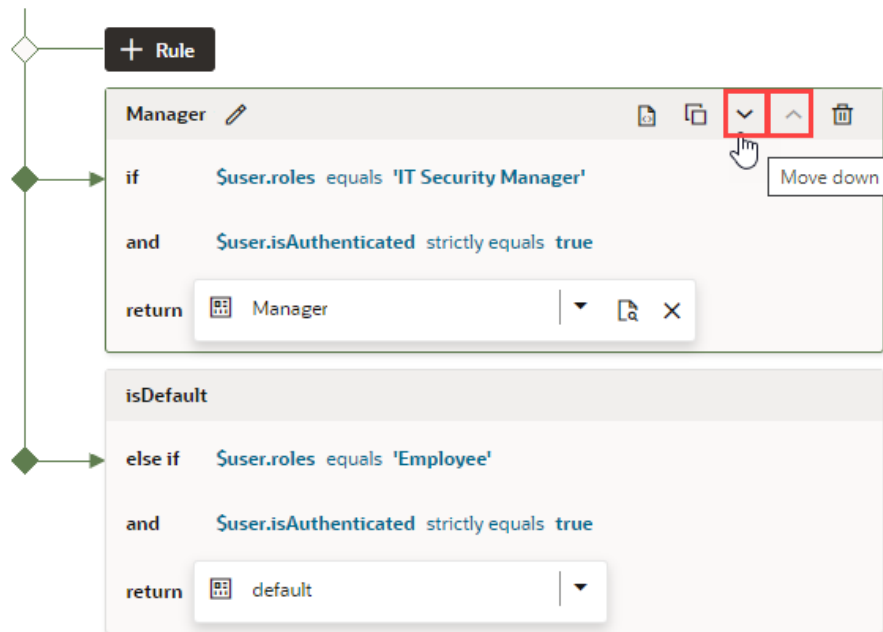 + Rule
Manager
if $user.roles equals 'IT Security Manager'
Move down
and $user.isAuthenticated strictly equals true
return Manager
isDefault
else if $user.roles equals 'Employee'
and $user.isAuthenticated strictly equals true
return default